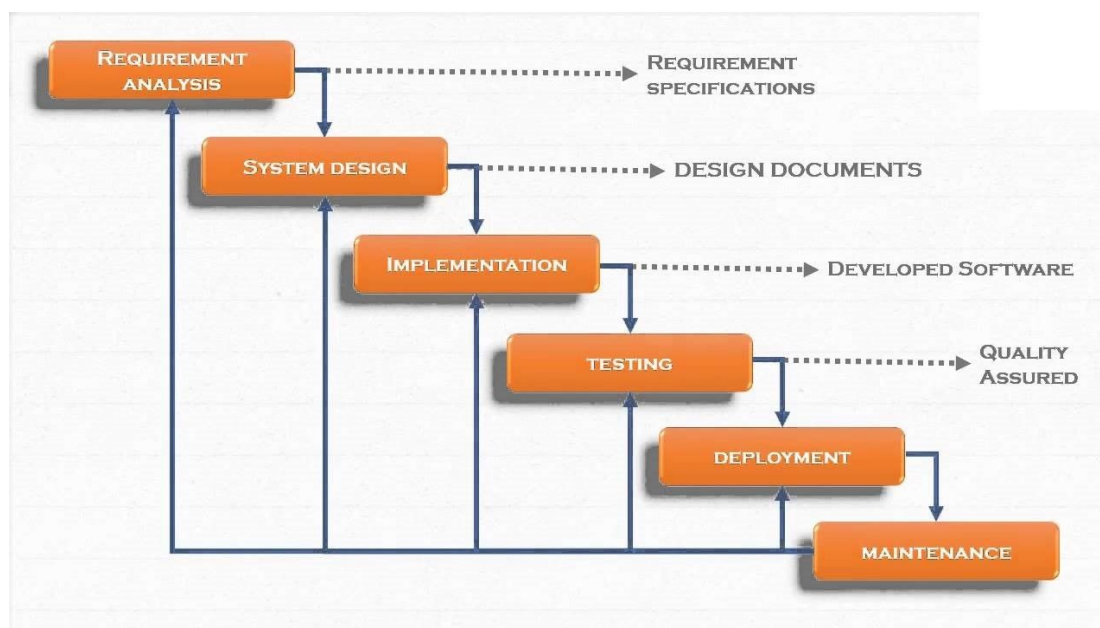 REQUIREMENT
ANALYSIS
REQUIREMENT
SPECIFICATIONS
SYSTEM DESIGN
DESIGN DOCUMENTS
IMPLEMENTATION
DEVELOPED SOFTWARE
TESTING
QUALITY
ASSURED
DEPLOYMENT
MAINTENANCE